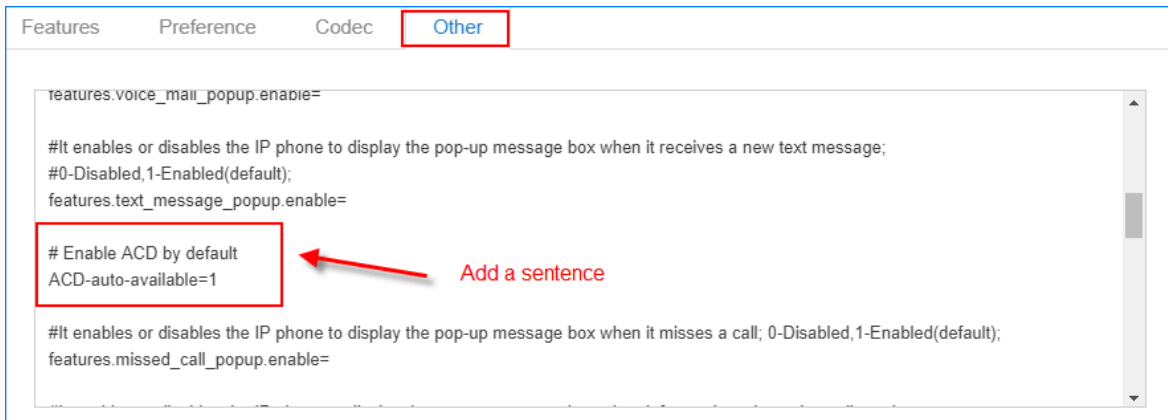 Features Preference Codec Other
features.voice_mail_popup.enable=
#It enables or disables the IP phone to display the pop-up message box when it receives a new text message;
#0-Disabled,1-Enabled(default);
features.text_message_popup.enable=
# Enable ACD by default
ACD-auto-available=1
Add a sentence
#It enables or disables the IP phone to display the pop-up message box when it misses a call; 0-Disabled,1-Enabled(default);
features.missed_call_popup.enable=